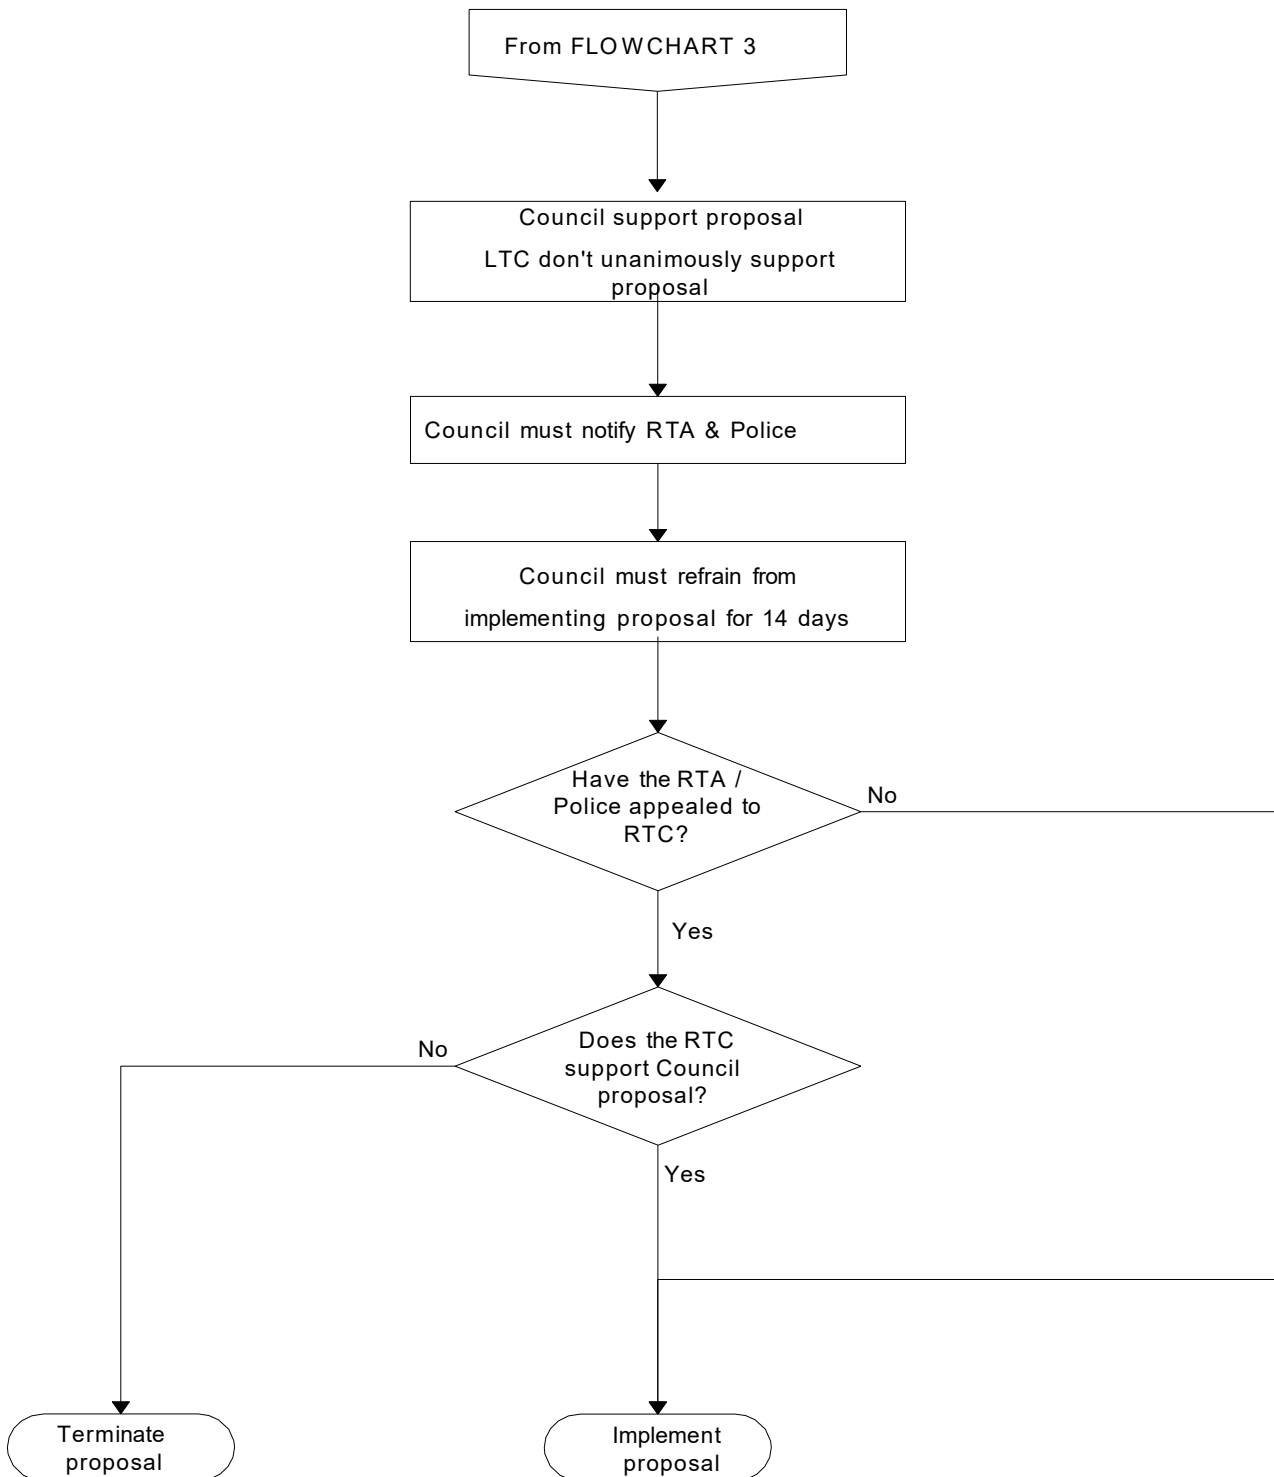 From FLOWCHART 3
Council support proposal
LTC don't unanimously support
proposal
Council must notify RTA & Police
Council must refrain from
implementing proposal for 14 days
Have the RTA /
Police appealed to
RTC?
No
Yes
Does the RTC
support Council
proposal?
No
Yes
Terminate
proposal
Implement
proposal